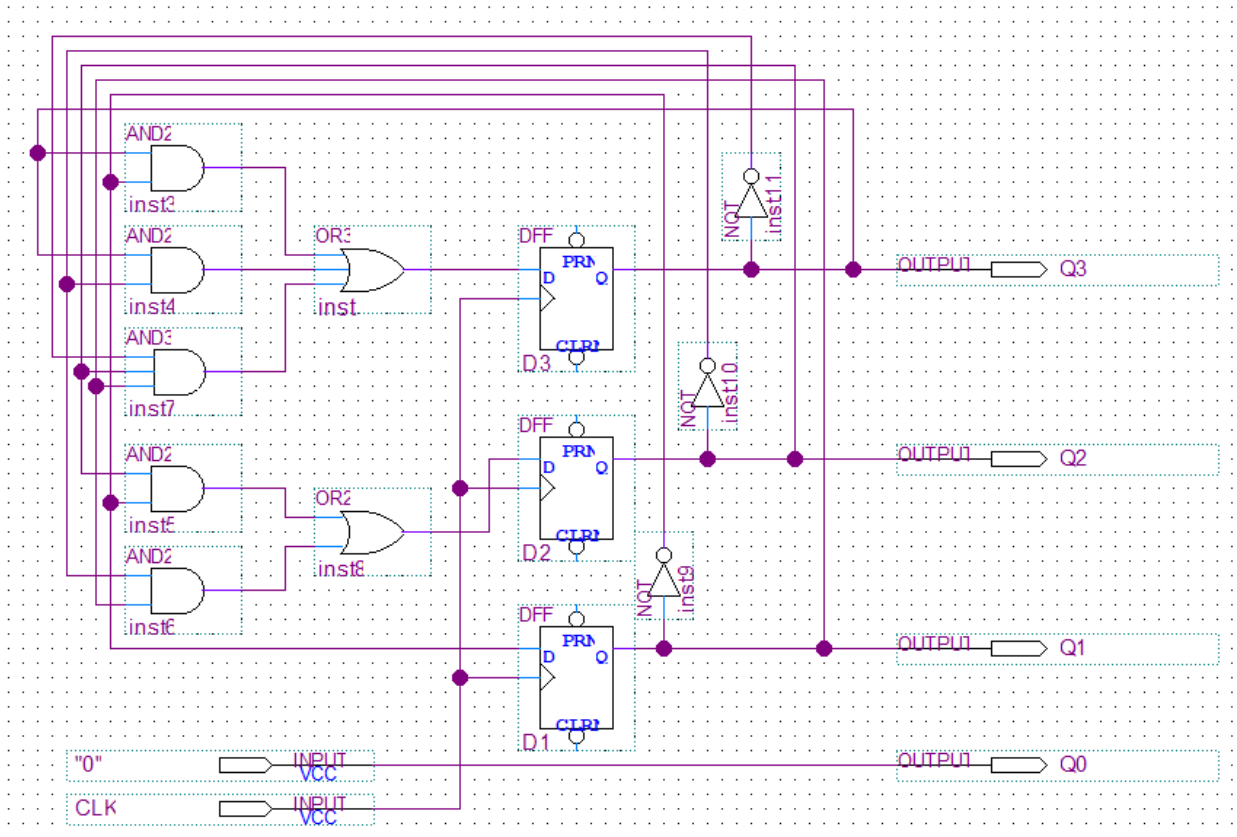 AND2
inst3
AND2
inst4
AND3
inst7
OR3
inst
DFF
PRN
D
Q
CLRN
D3
NOT
inst11
OUTPUT
Q3
AND2
inst5
AND2
inst6
OR2
inst8
DFF
PRN
D
Q
CLRN
D2
NOT
inst10
OUTPUT
Q2
DFF
PRN
D
Q
CLRN
D1
NOT
inst9
OUTPUT
Q1
"0"
INPUT
VCC
OUTPUT
Q0
CLK
INPUT
VCC